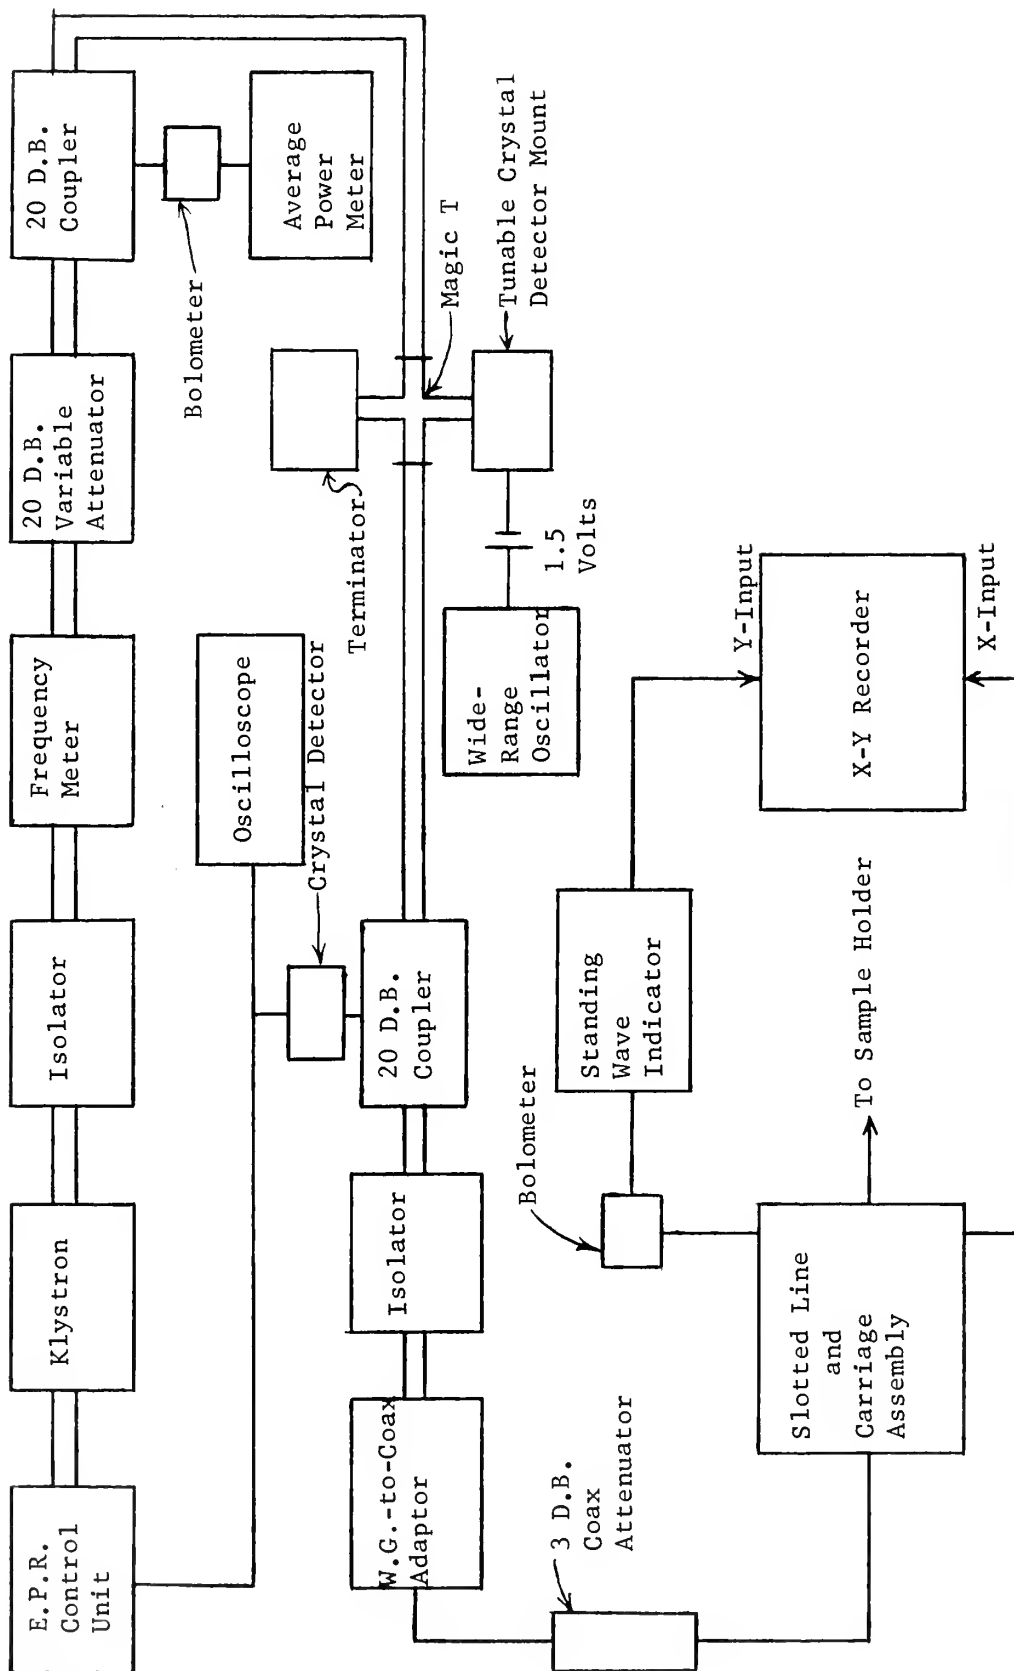 E.P.R.
Control
Unit
Klystron
Isolator
Frequency
Meter
20 D.B.
Variable
Attenuator
20 D.B.
Coupler
Bolometer
Average
Power
Meter
Oscilloscope
Crystal Detector
Terminator
Magic T
Tunable Crystal
Detector Mount
W.G.-to-Coax
Adaptor
Isolator
20 D.B.
Coupler
Wide-
Range
Oscillator
1.5
Volts
3 D.B.
Coax
Attenuator
Bolometer
Standing
Wave
Indicator
Y-Input
Slotted Line
and
Carriage
Assembly
To Sample Holder
X-Y Recorder
X-Input